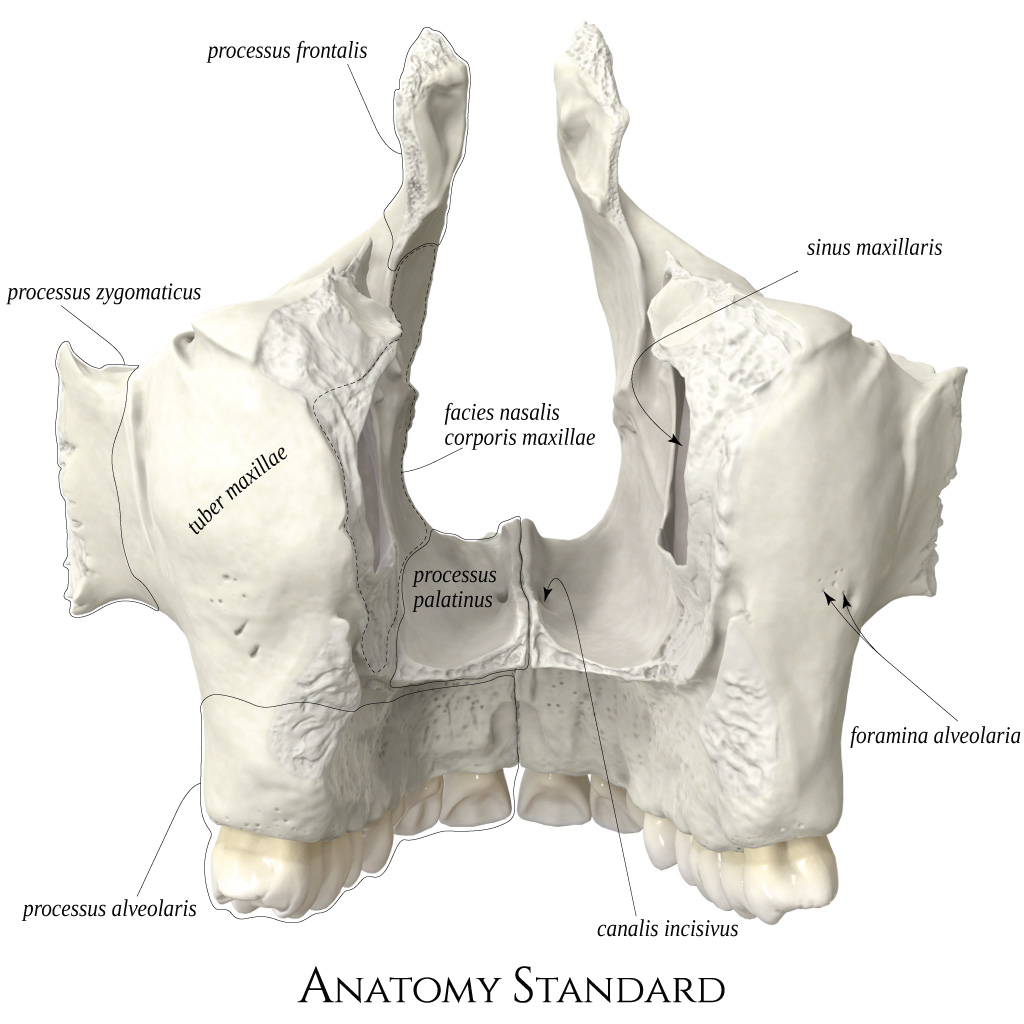 processus frontalis
sinus maxillaris
processus zygomaticus
facies nasalis
corporis maxillae
tuber maxillae
processus
palatinus
foramina alveolaria
processus alveolaris
canalis incisivus
Anatomy Standard